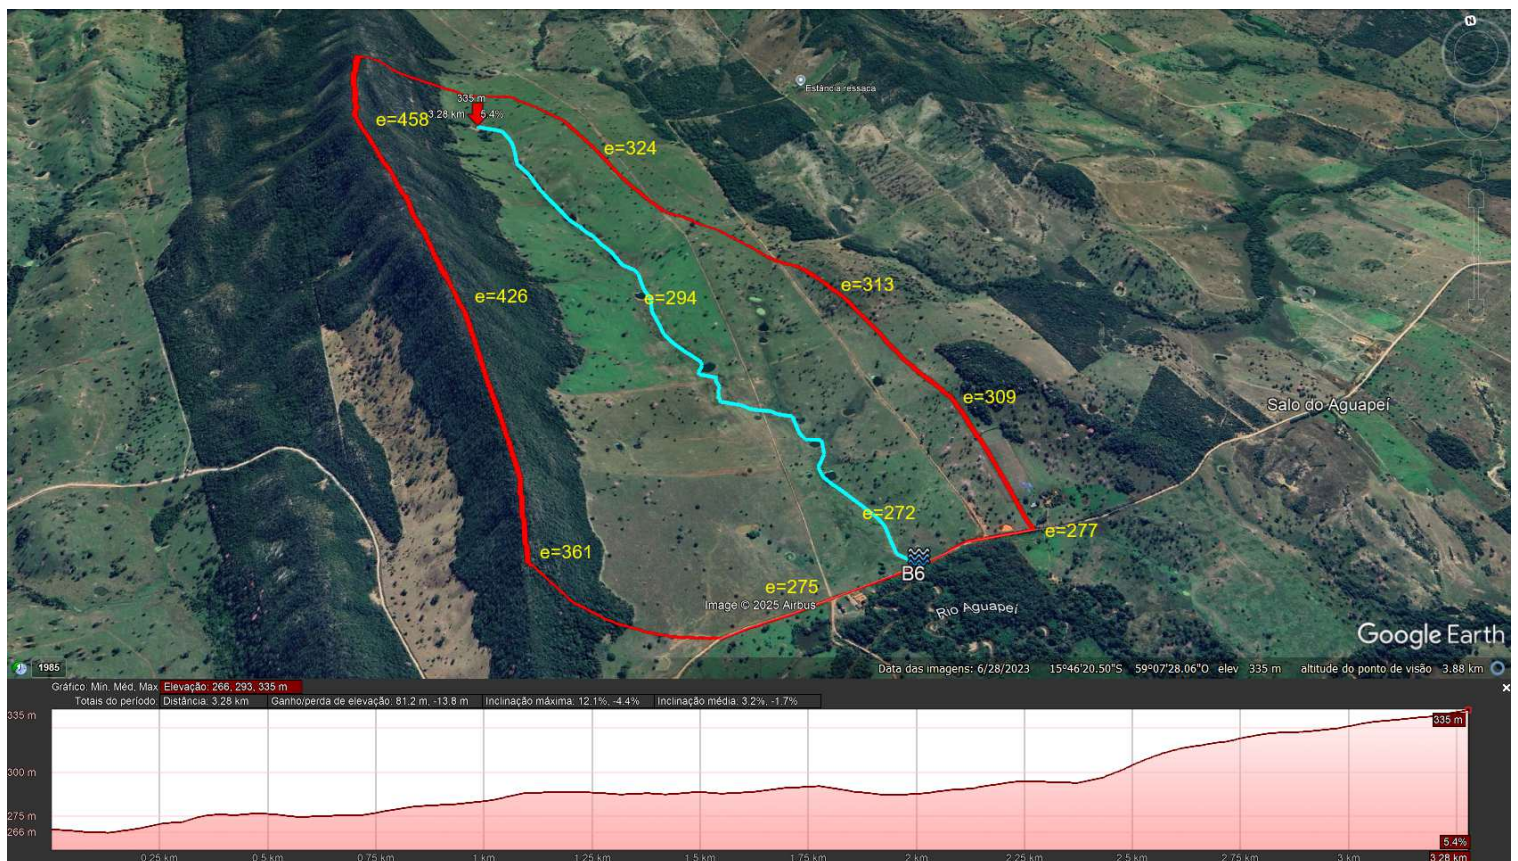 N
Estância ressaca
335 m
3.28 km 5.4%
e=458
e=324
e=313
e=294
e=426
e=309
Salo do Aguapeí
e=272
e=277
e=361
B6
e=275
Image © 2025 Airbus
Rio Aguapeí
Google Earth
1985
Data das imagens: 6/28/2023 15°46'20.50"S 59°07'28.06"O elev 335 m altitude do ponto de visão 3.88 km
Gráfico: Mín, Méd, Max Elevação: 266, 293, 335 m
Totais do período: Distância: 3.28 km Ganho/perda de elevação: 81.2 m, -13.8 m Inclinação máxima: 12.1%, -4.4% Inclinação média: 3.2%, -1.7%
335 m
335 m
300 m
275 m
266 m
5.4%
0.25 km 0.5 km 0.75 km 1 km 1.25 km 1.5 km 1.75 km 2 km 2.25 km 2.5 km 2.75 km 3 km 3.28 km